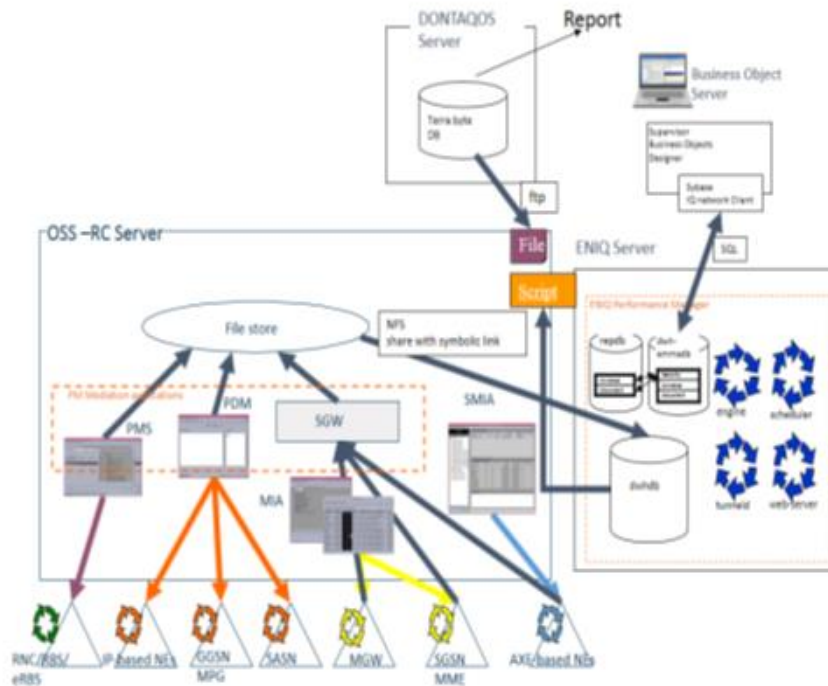 DONTAQOS
Server
Report
Business Object
Server
Terra byte
DB
Supervisor
Business Objects
Designer
Sybase
IQ network Client
ftp
OSS –RC Server
File
ENIQ Server
SQL
Script
ENIQ Performance Manager
File store
NFS
share with symbolic link
repdb
dwh-
engine
scheduler
PM Mediation applications
PMS
PDM
SGW
SMIA
MIA
dwhdb
tunneld
web-Server
RNC/RBS/
eRBS
IP-based NEs
GGSN
MPG
SASN
MGW
SGSN
MME
AXE-based NEs